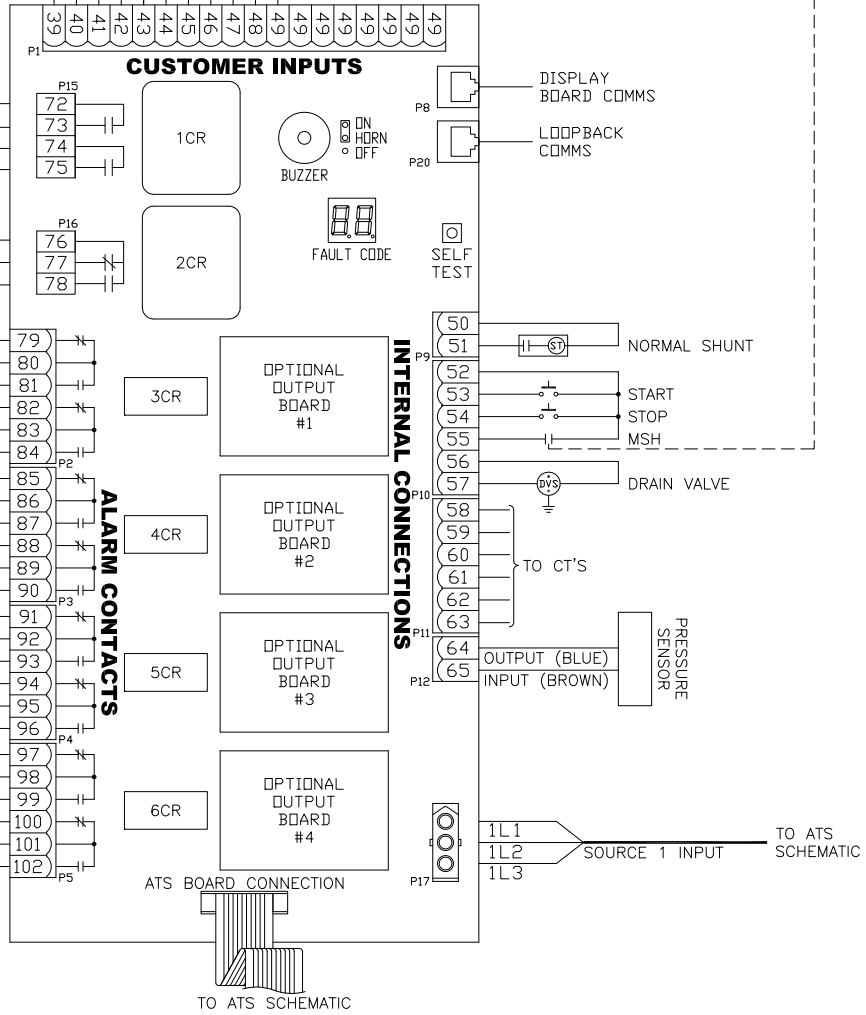 39 40 41 42 43 44 45 46 47 48 49 49 49 49 49 49 49 49
P1
CUSTOMER INPUTS
P15
72
73
74
75
1CR
BUZZER
ON
HORN
OFF
P8
DISPLAY
BOARD COMMS
P20
LOOPBACK
COMMS
P16
76
77
78
2CR
FAULT CODE
SELF
TEST
79
80
81
82
83
84
P2
85
86
87
88
89
90
P3
91
92
93
94
95
96
P4
97
98
99
100
101
102
P5
ALARM CONTACTS
3CR
OPTIONAL
OUTPUT
BOARD
#1
4CR
OPTIONAL
OUTPUT
BOARD
#2
5CR
OPTIONAL
OUTPUT
BOARD
#3
6CR
OPTIONAL
OUTPUT
BOARD
#4
INTERNAL CONNECTIONS
50
51
P9
ST
NORMAL SHUNT
52
53
START
54
STOP
55
MSH
56
57
P10
DVS
DRAIN VALVE
58
59
60
61
62
63
P11
TO CT'S
64
OUTPUT (BLUE)
65
INPUT (BROWN)
P12
PRESSURE
SENSOR
P17
1L1
1L2
1L3
SOURCE 1 INPUT
TO ATS
SCHEMATIC
ATS BOARD CONNECTION
TO ATS SCHEMATIC